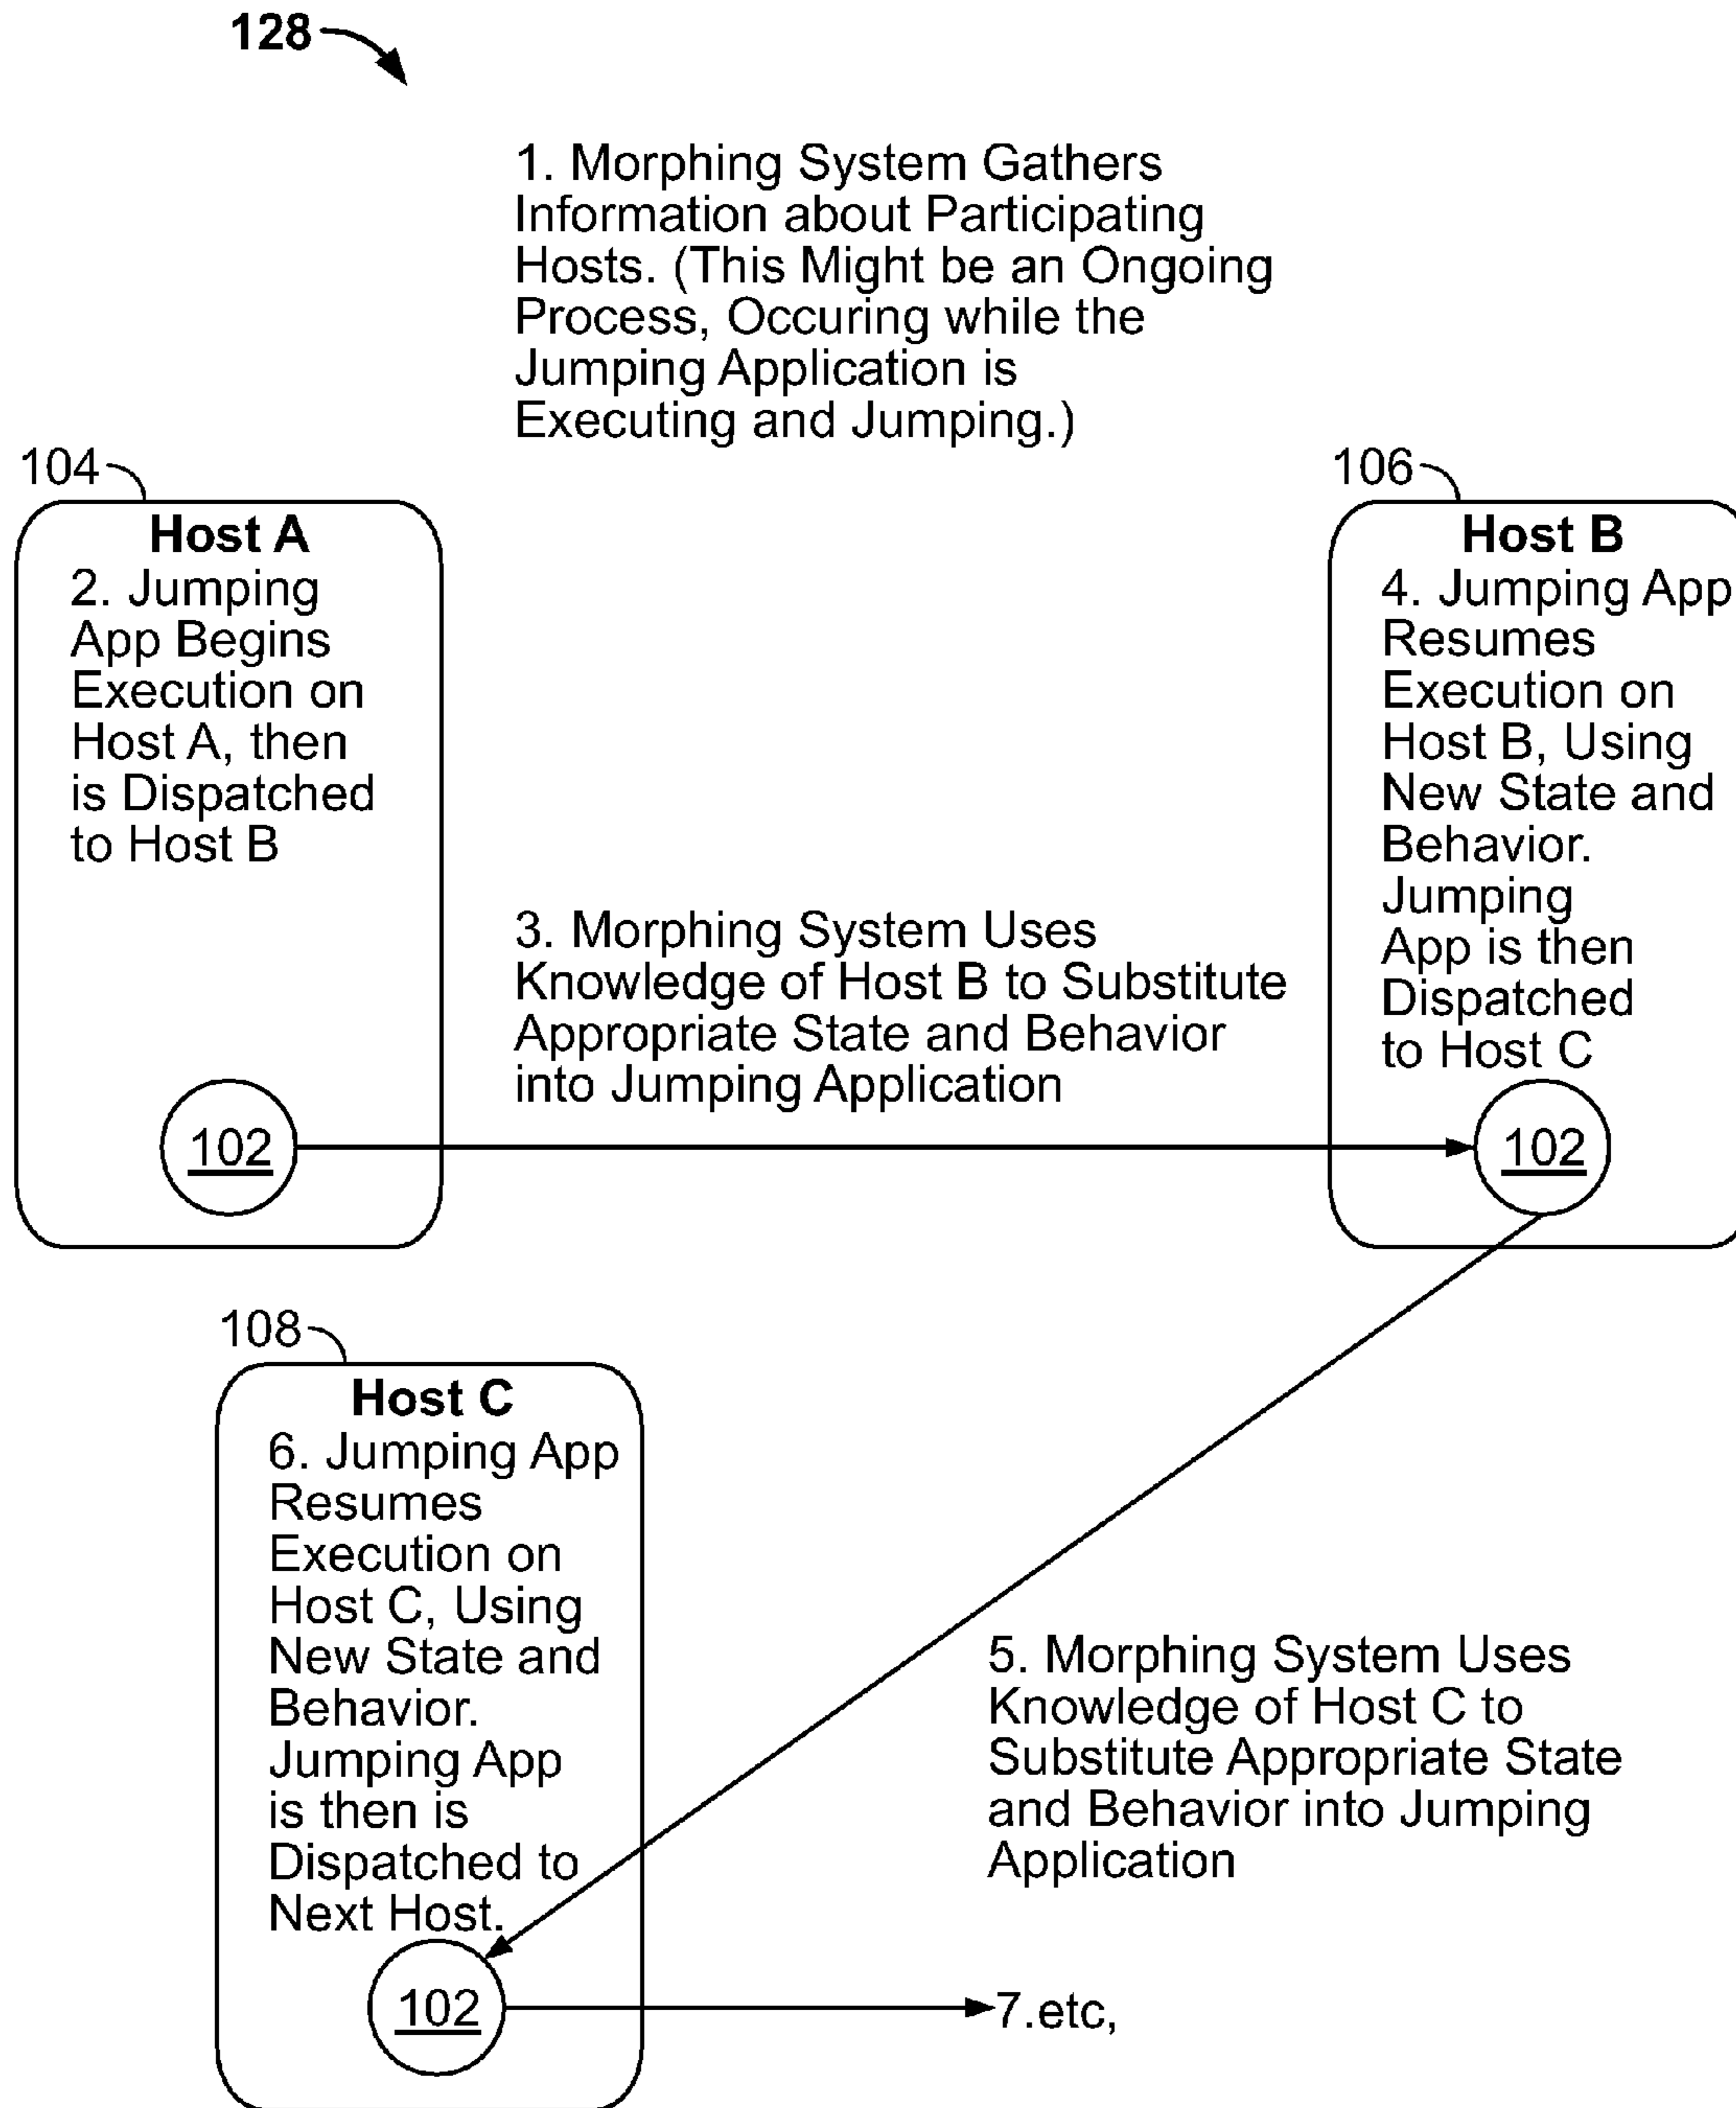 128
1. Morphing System Gathers
Information about Participating
Hosts. (This Might be an Ongoing
Process, Occuring while the
Jumping Application is
Executing and Jumping.)
104
Host A
2. Jumping
App Begins
Execution on
Host A, then
is Dispatched
to Host B
102
3. Morphing System Uses
Knowledge of Host B to Substitute
Appropriate State and Behavior
into Jumping Application
106
Host B
4. Jumping App
Resumes
Execution on
Host B, Using
New State and
Behavior.
Jumping
App is then
Dispatched
to Host C
102
108
Host C
6. Jumping App
Resumes
Execution on
Host C, Using
New State and
Behavior.
Jumping App
is then is
Dispatched to
Next Host.
102
5. Morphing System Uses
Knowledge of Host C to
Substitute Appropriate State
and Behavior into Jumping
Application
7.etc,